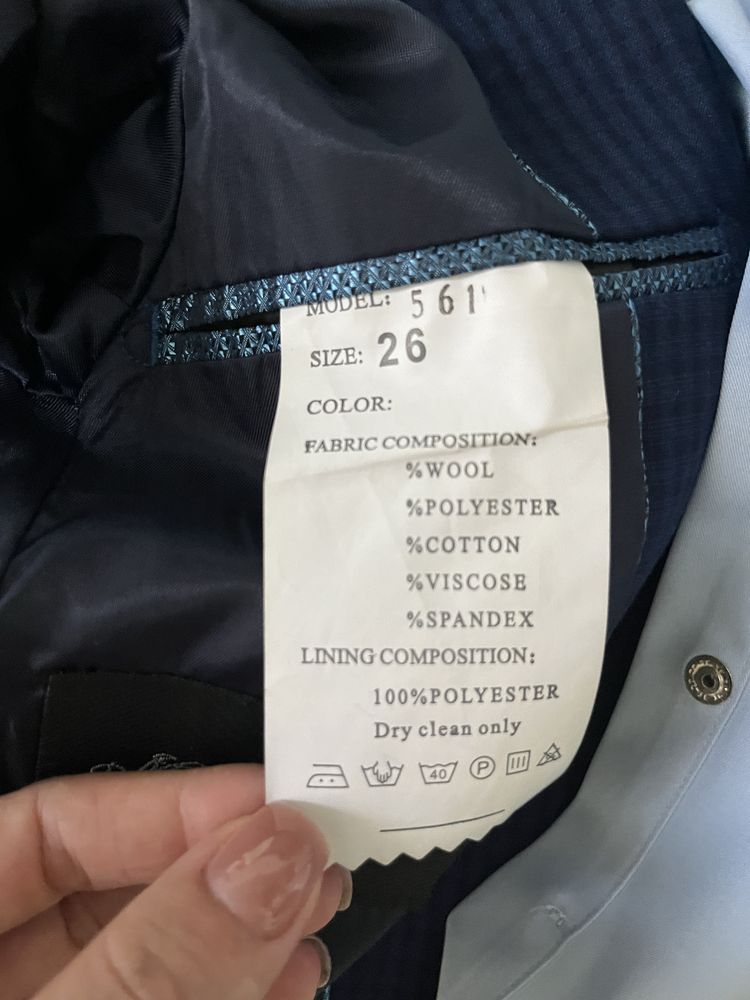 MODEL: 561
SIZE: 26
COLOR:
FABRIC COMPOSITION:
%WOOL
%POLYESTER
%COTTON
%VISCOSE
%SPANDEX
LINING COMPOSITION:
100%POLYESTER
Dry clean only
40 P